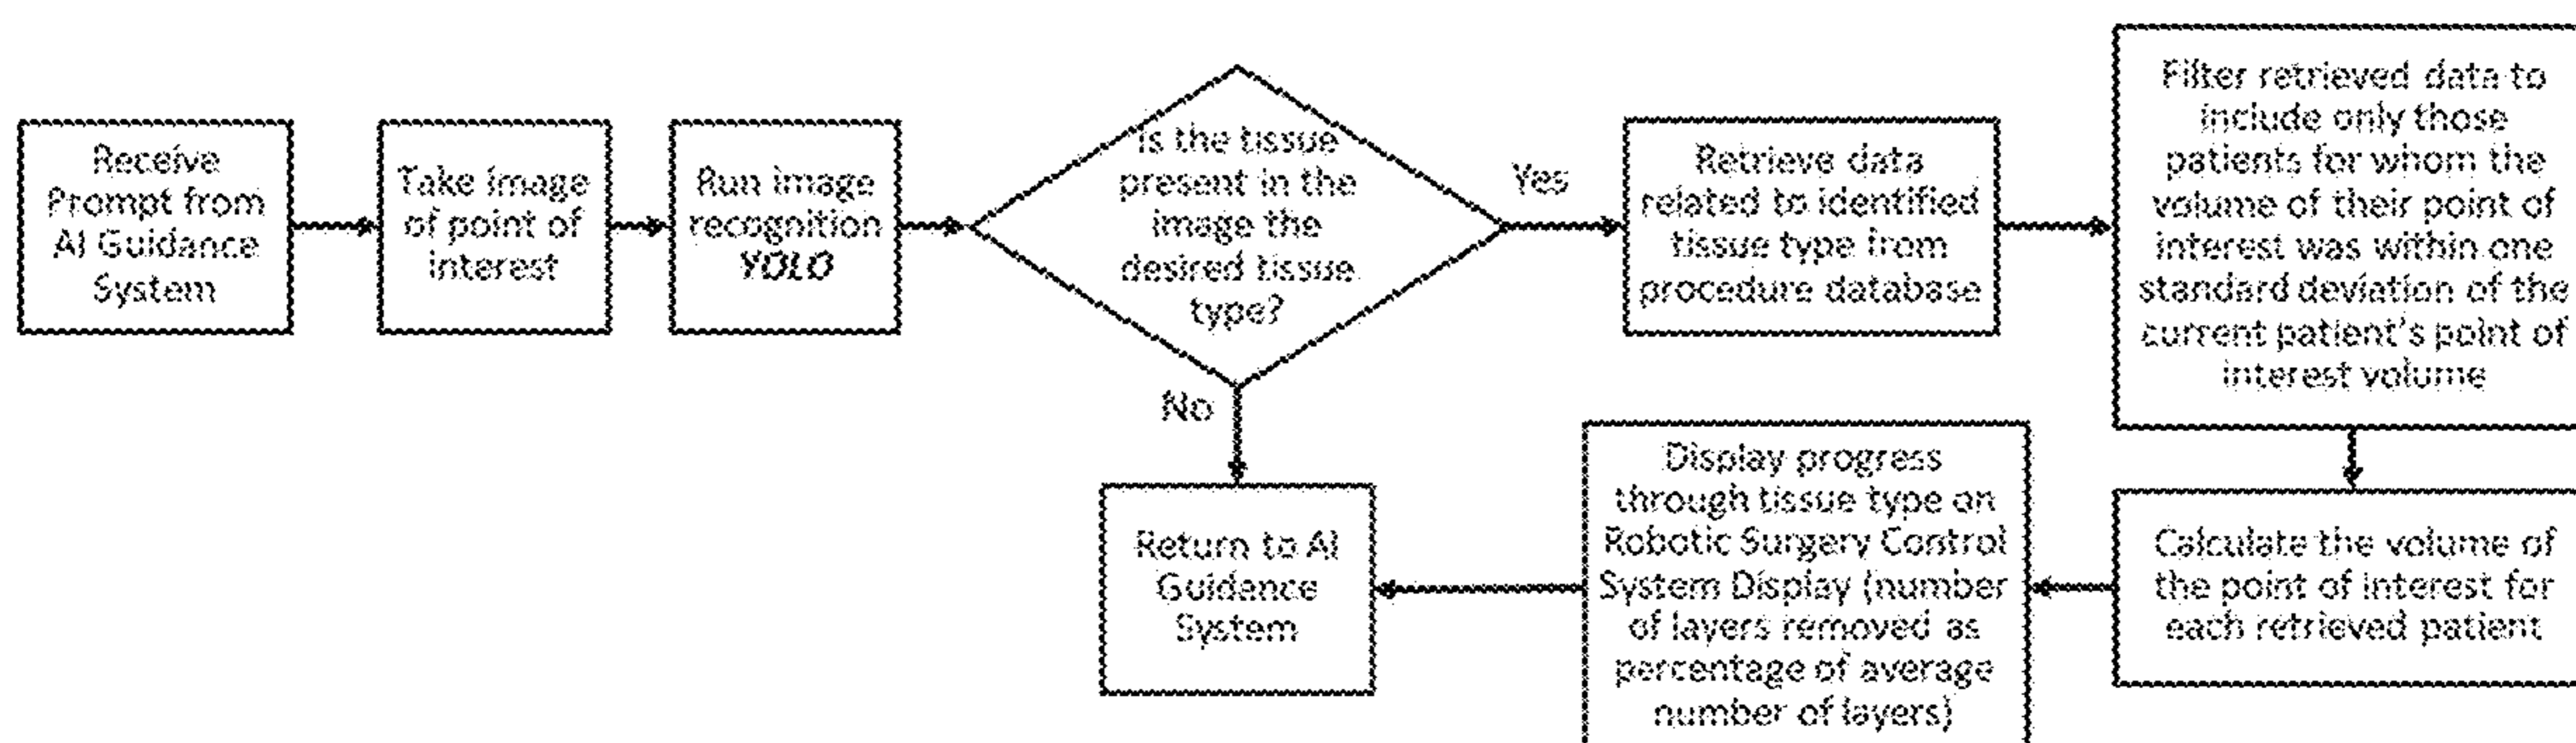 Receive
Prompt from
AI Guidance
System
Take image
of point of
interest
Run image
recognition
YOLO
Is the tissue
present in the
image the
desired tissue
type?
Yes
No
Retrieve data
related to identified
tissue type from
procedure database
Filter retrieved data to
include only those
patients for whom the
volume of their point of
interest was within one
standard deviation of the
current patient's point of
interest volume
Calculate the volume of
the point of interest for
each retrieved patient
Display progress
through tissue type on
Robotic Surgery Control
System Display (number
of layers removed as
percentage of average
number of layers)
Return to AI
Guidance
System